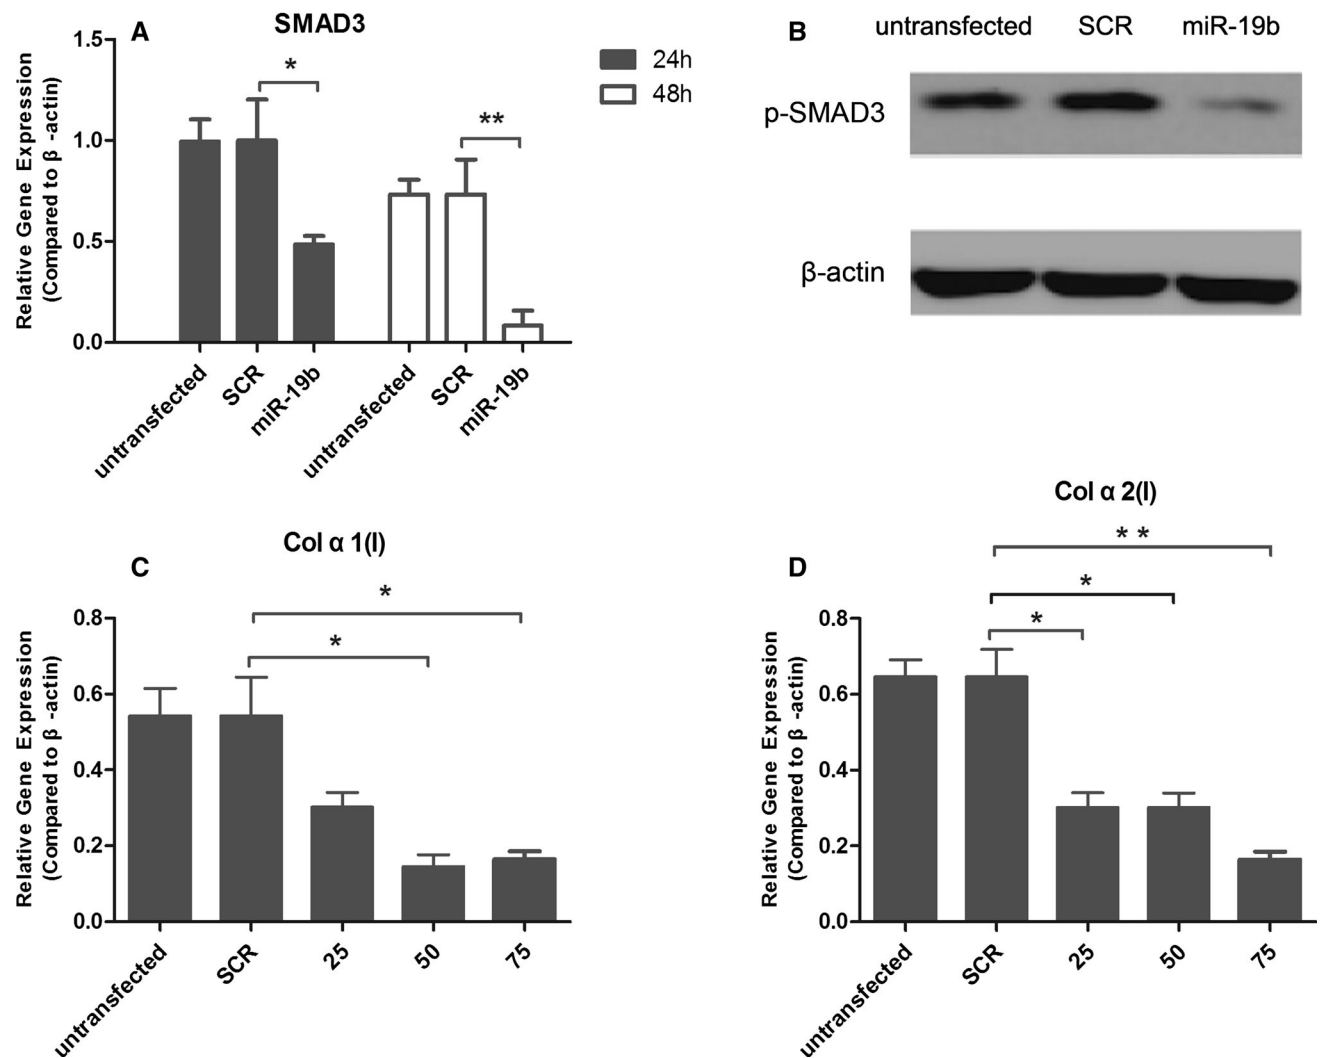 A
SMAD3
Relative Gene Expression
(Compared to β -actin)
1.5
1.0
0.5
0.0
*
**
24h
48h
untransfected
SCR
miR-19b
untransfected
SCR
miR-19b
B
untransfected SCR miR-19b
p-SMAD3
β-actin
C
Col α 1(I)
Relative Gene Expression
(Compared to β -actin)
0.8
0.6
0.4
0.2
0.0
*
*
untransfected
SCR
25
50
75
D
Col α 2(I)
Relative Gene Expression
(Compared to β -actin)
0.8
0.6
0.4
0.2
0.0
* *
*
*
untransfected
SCR
25
50
75